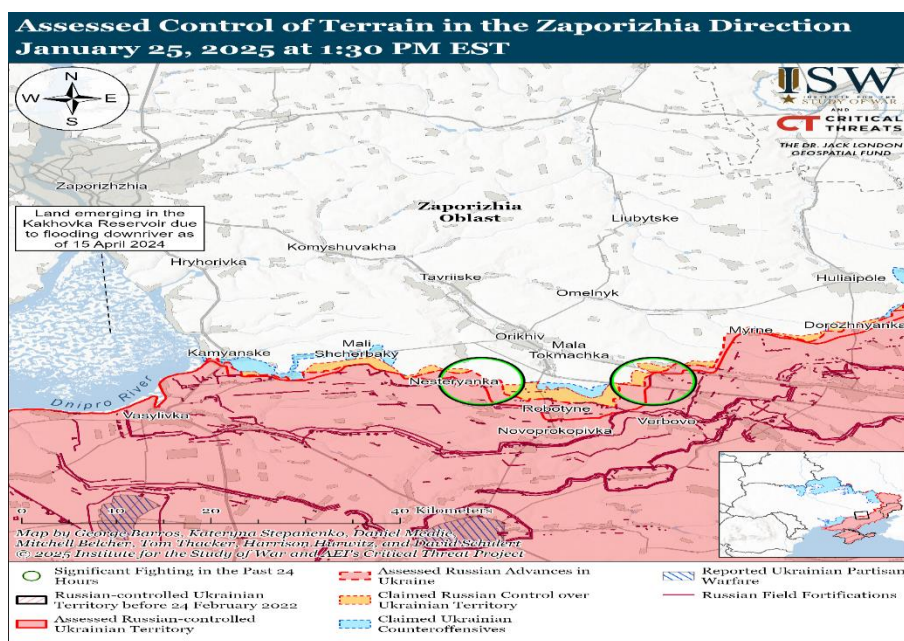 Assessed Control of Terrain in the Zaporizhia Direction
January 25, 2025 at 1:30 PM EST
N
W E
S
ISW
INSTITUTE FOR THE
STUDY OF WAR
AND
CT CRITICAL
THREATS
THE DR. JACK LONDON
GEOSPATIAL FUND
Zaporizhzhia
Land emerging in the
Kakhovka Reservoir due
to flooding downriver as
of 15 April 2024
Zaporizhia
Oblast
Liubytske
Komyshuvakha
Hryhorivka
Tavriiske
Huliaipole
Omelnyk
Dorozhnyanka
Myrne
Orikhiv
Mala
Tokmachka
Mali
Shcherbaky
Kamyanske
Nesteryanka
Dnipro River
Vasylivka
Robotyne
Verbove
Novoprokopivka
0 10 20 40 Kilometers
Map by George Barros, Kateryna Stepanenko, Daniel Mealie,
Mitchell Belcher, Tom Thacker, Harrison Hurwitz, and David Schulert
© 2025 Institute for the Study of War and AEI's Critical Threat Project
Significant Fighting in the Past 24
Hours
Russian-controlled Ukrainian
Territory before 24 February 2022
Assessed Russian-controlled
Ukrainian Territory
Assessed Russian Advances in
Ukraine
Claimed Russian Control over
Ukrainian Territory
Claimed Ukrainian
Counteroffensives
Reported Ukrainian Partisan
Warfare
Russian Field Fortifications